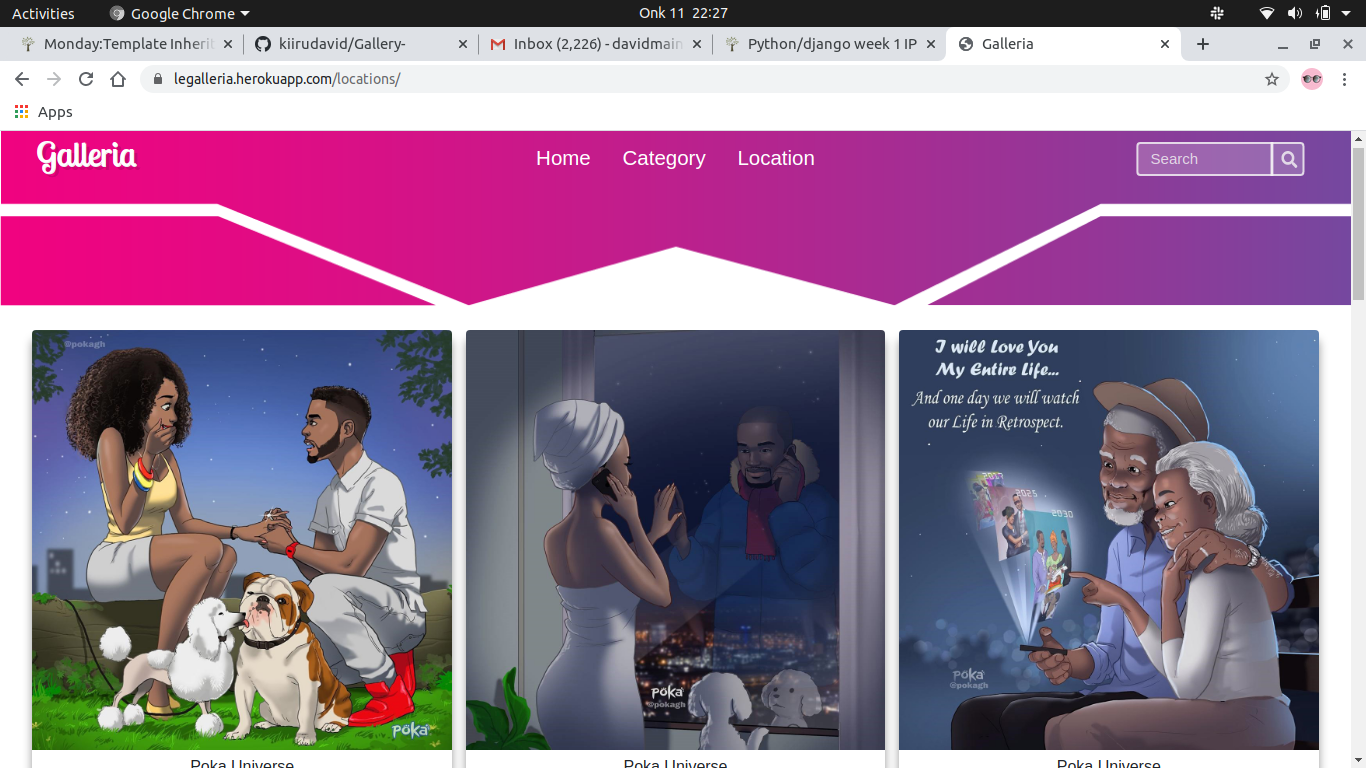 Activities
Google Chrome
Onk 11 22:27
Monday:Template Inherit
kiirudavid/Gallery-
Inbox (2,226) - davidmain
Python/django week 1 IP
Galleria
legalleria.herokuapp.com/locations/
Apps
Galleria
Home
Category
Location
Search
@pokagh
POKA
POKA
@pokagh
I will Love You
My Entire Life...
And one day we will watch
our Life in Retrospect.
2017
2025
2030
POKA
@pokagh
Poka Universe
Poka Universe
Poka Universe